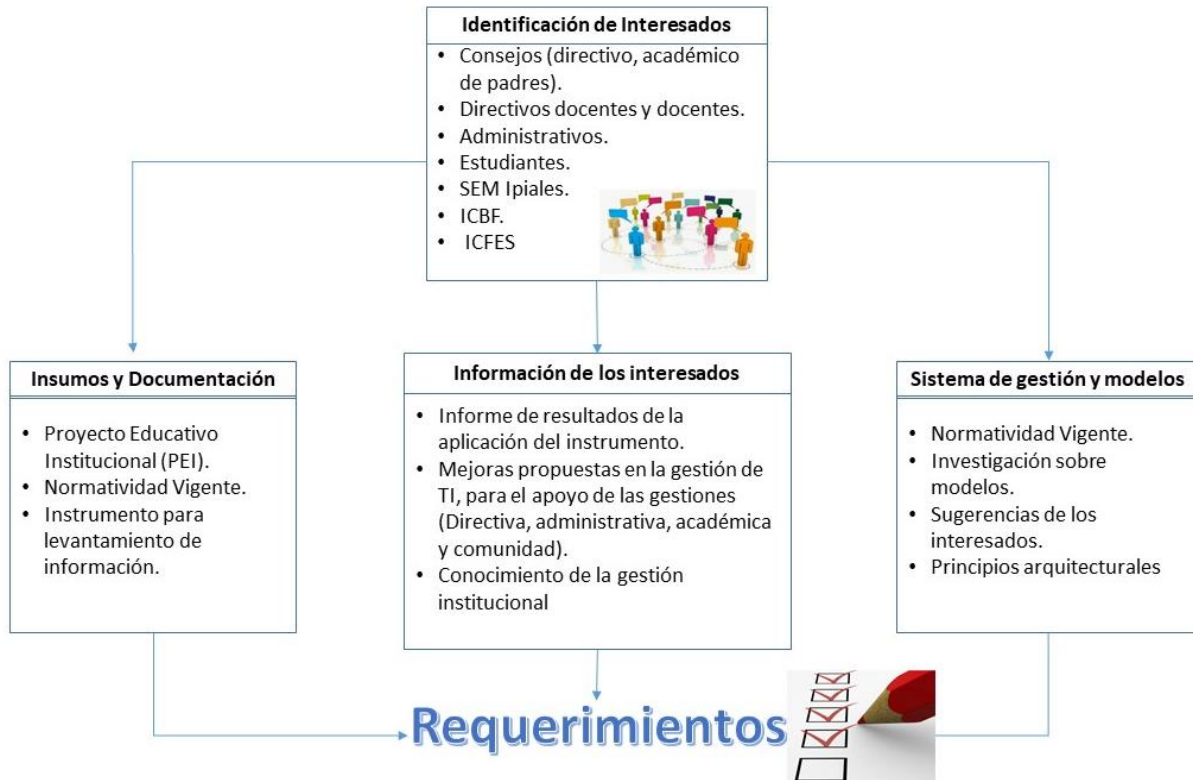 Identificación de Interesados
• Consejos (directivo, académico
de padres).
• Directivos docentes y docentes.
• Administrativos.
• Estudiantes.
• SEM Ipiales.
• ICBF.
• ICFES
Insumos y Documentación
• Proyecto Educativo
Institucional (PEI).
• Normatividad Vigente.
• Instrumento para
levantamiento de
información.
Información de los interesados
• Informe de resultados de la
aplicación del instrumento.
• Mejoras propuestas en la gestión de
TI, para el apoyo de las gestiones
(Directiva, administrativa, académica
y comunidad).
• Conocimiento de la gestión
institucional
Sistema de gestión y modelos
• Normatividad Vigente.
• Investigación sobre
modelos.
• Sugerencias de los
interesados.
• Principios arquitecturales
Requerimientos